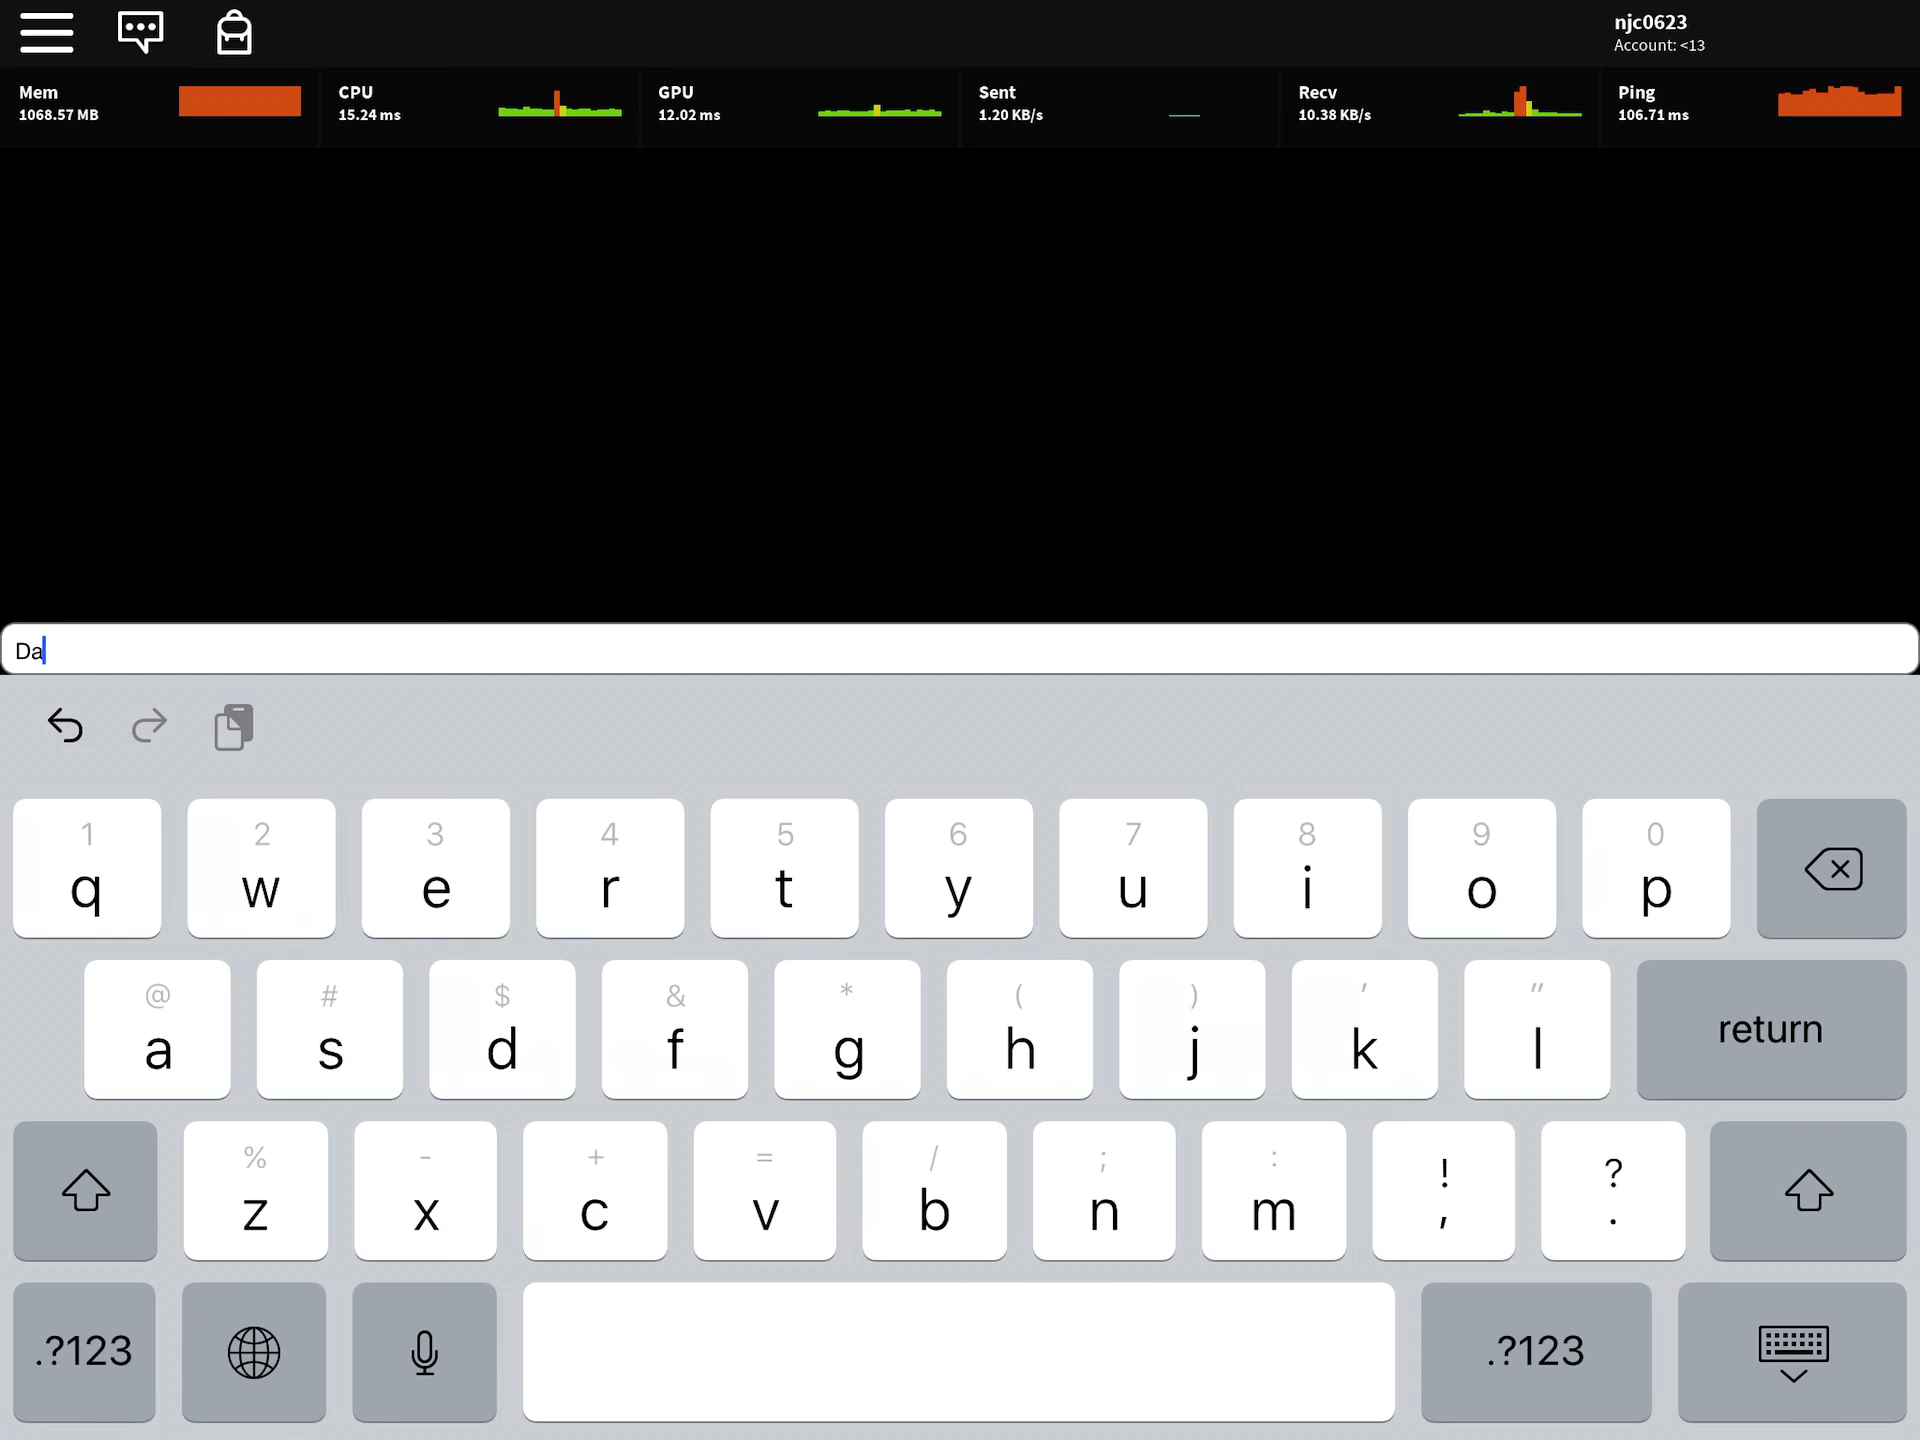 njc0623
Account: <13
Mem
1068.57 MB
CPU
15.24 ms
GPU
12.02 ms
Sent
1.20 KB/s
Recv
10.38 KB/s
Ping
106.71 ms
Da
1 2 3 4 5 6 7 8 9 0
q w e r t y u i o p
@ # $ & * ( ) ' "
a s d f g h j k l return
% - + = / ; : ! ?
z x c v b n m , .
.?123 .?123